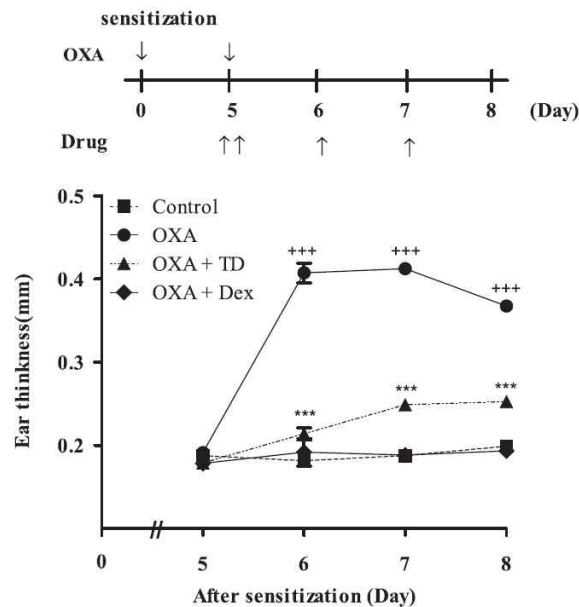 sensitization
OXA ↓ ↓
0 5 6 7 8 (Day)
Drug ↑↑ ↑ ↑
0.5
Control
OXA
OXA + TD
OXA + Dex
+++ +++ +++
0.4
0.3
*** *** ***
0.2
Ear thinkness(mm)
0 // 5 6 7 8
After sensitization (Day)